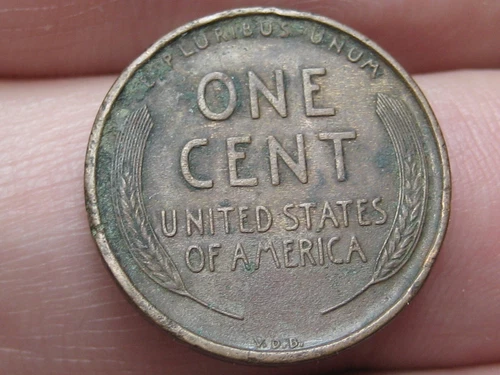 PLURIBUS UNUM
ONE
CENT
UNITED STATES
OF AMERICA
V.D.B.